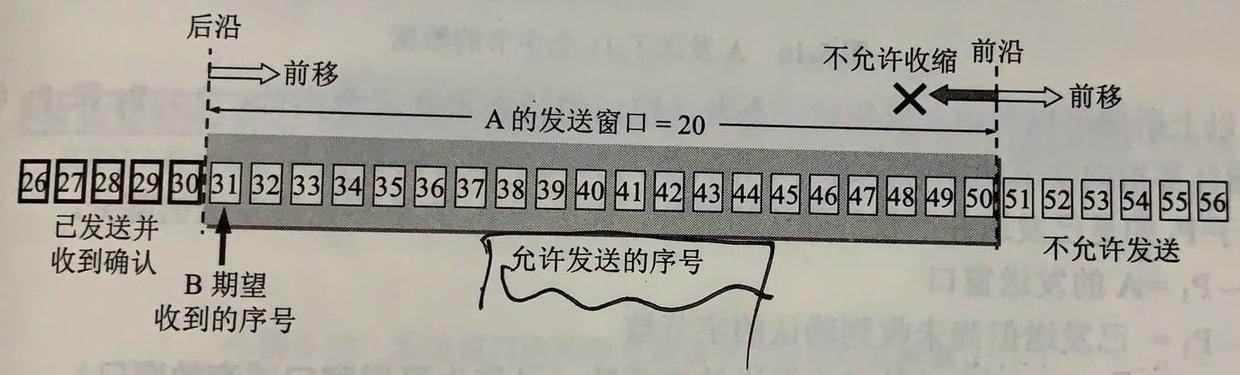 后沿
前移
不允许收缩
前沿
前移
A 的发送窗口 = 20
26 27 28 29 30 31 32 33 34 35 36 37 38 39 40 41 42 43 44 45 46 47 48 49 50 51 52 53 54 55 56
已发送并
收到确认
B 期望
收到的序号
允许发送的序号
不允许发送